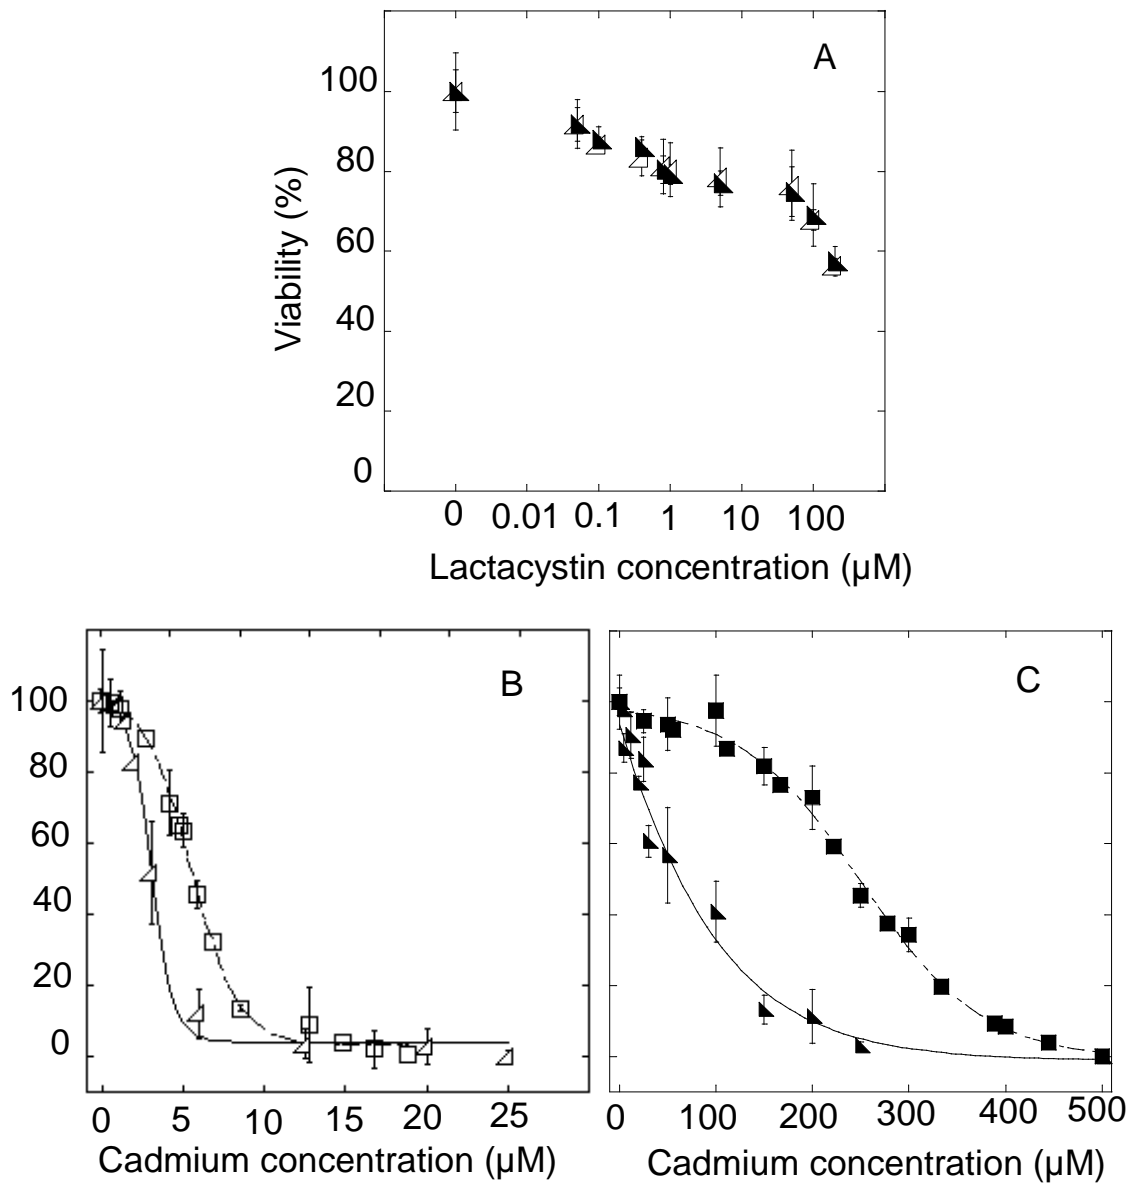 A
100
80
60
40
20
0
Viability (%)
0 0.01 0.1 1 10 100
Lactacystin concentration (µM)
B
100
80
60
40
20
0
0 5 10 15 20 25
Cadmium concentration (µM)
C
0 100 200 300 400 500
Cadmium concentration (µM)